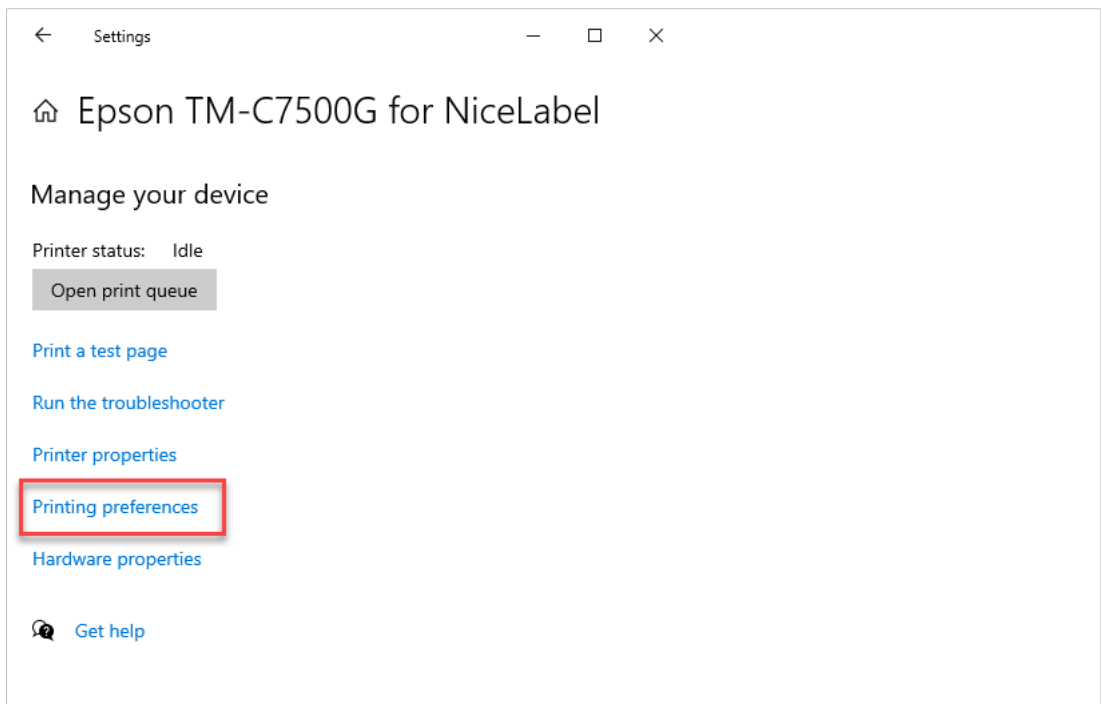 Settings
Epson TM-C7500G for NiceLabel
Manage your device
Printer status: Idle
Open print queue
Print a test page
Run the troubleshooter
Printer properties
Printing preferences
Hardware properties
Get help